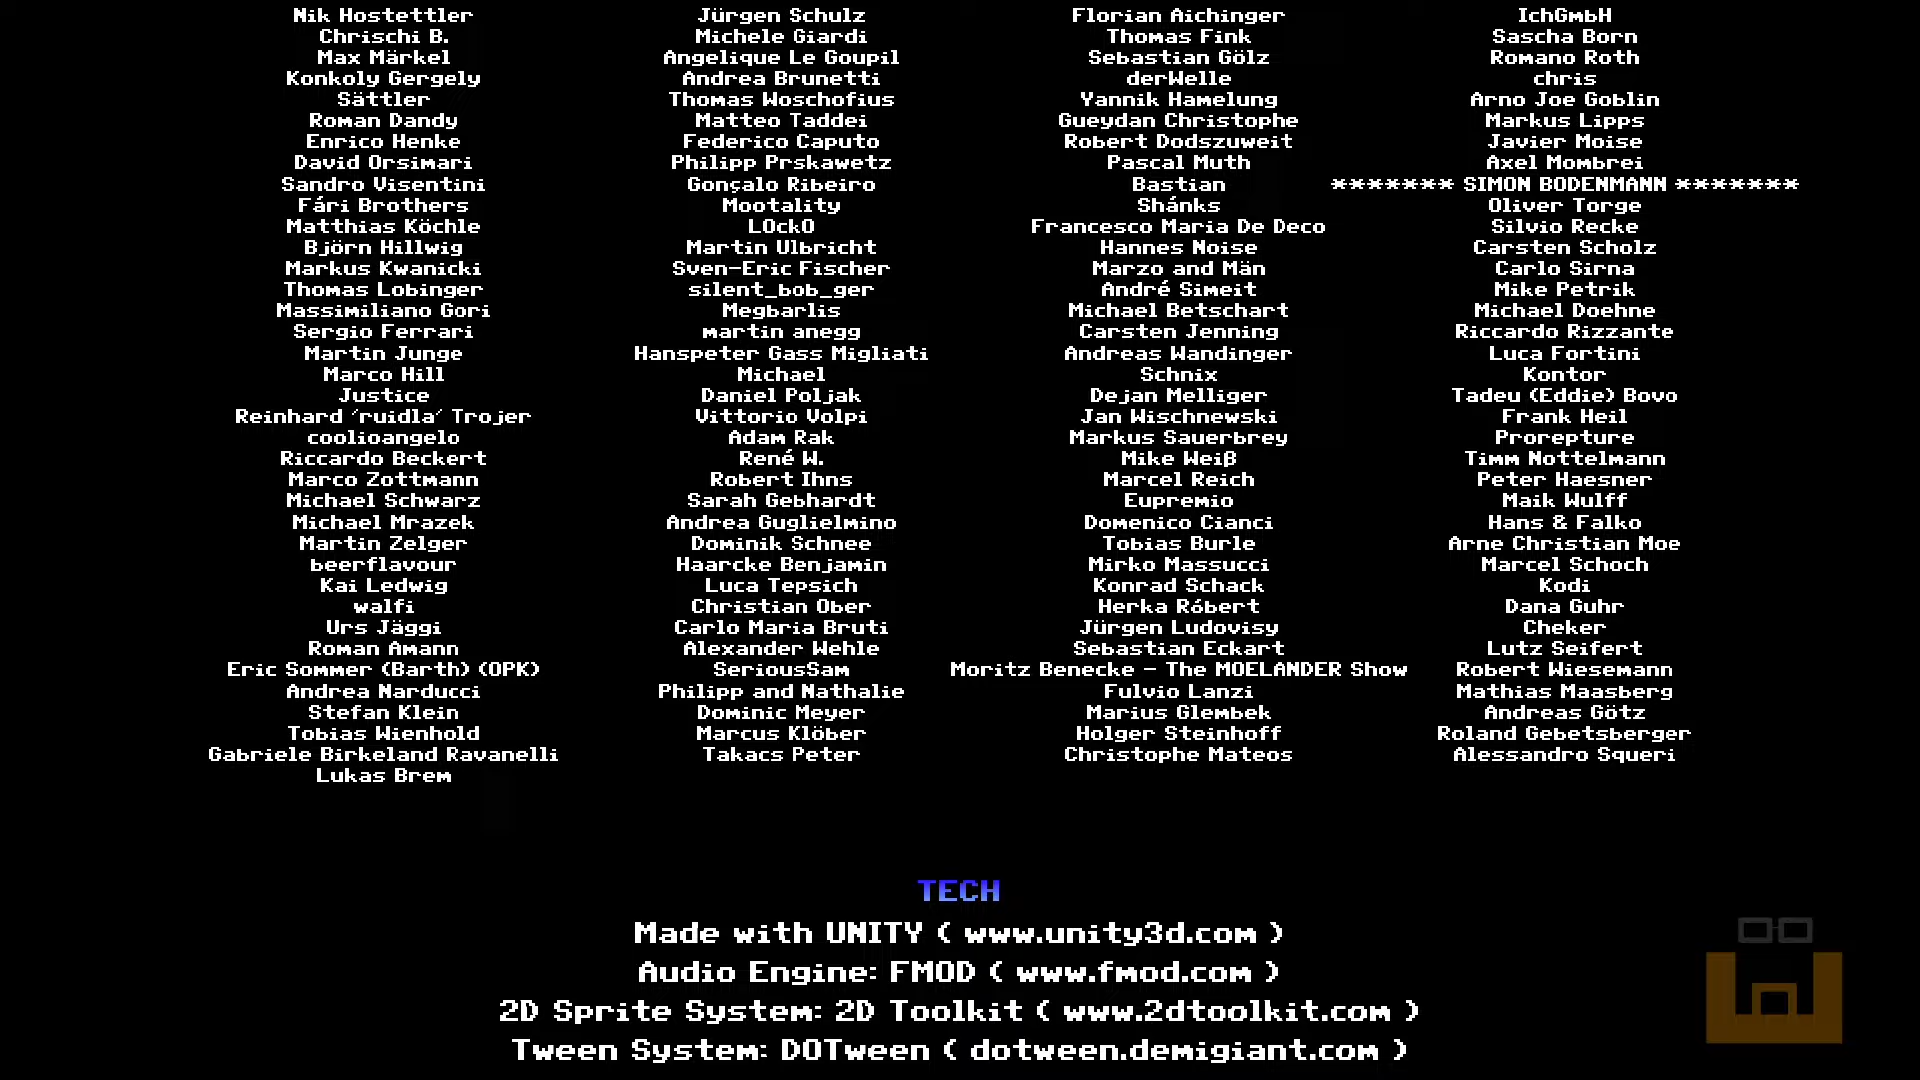 Nik Hostettler
Chrischi B.
Max Märkel
Konkoly Gergely
Sättler
Roman Dandy
Enrico Henke
David Orsimari
Sandro Visentini
Fári Brothers
Matthias Köchle
Björn Hillwig
Markus Kwanicki
Thomas Lobinger
Massimiliano Gori
Sergio Ferrari
Martin Junge
Marco Hill
Justice
Reinhard 'ruidla' Trojer
coolioangelo
Riccardo Beckert
Marco Zottmann
Michael Schwarz
Michael Mrazek
Martin Zelger
beerflavour
Kai Ledwig
walfi
Urs Jäggi
Roman Amann
Eric Sommer (Barth) (OPK)
Andrea Narducci
Stefan Klein
Tobias Wienhold
Gabriele Birkeland Ravanelli
Lukas Brem
Jürgen Schulz
Michele Giardi
Angelique Le Goupil
Andrea Brunetti
Thomas Woschofius
Matteo Taddei
Federico Caputo
Philipp Prskawetz
Gonçalo Ribeiro
Mootality
LOckO
Martin Ulbricht
Sven-Eric Fischer
silent_bob_ger
Megbarlis
martin anegg
Hanspeter Gass Migliati
Michael
Daniel Poljak
Vittorio Volpi
Adam Rak
René W.
Robert Ihns
Sarah Gebhardt
Andrea Guglielmino
Dominik Schnee
Haarcke Benjamin
Luca Tepsich
Christian Ober
Carlo Maria Bruti
Alexander Wehle
SeriousSam
Philipp and Nathalie
Dominic Meyer
Marcus Klöber
Takacs Peter
Florian Aichinger
Thomas Fink
Sebastian Gölz
derWelle
Yannik Hamelung
Gueydan Christophe
Robert Dodszuweit
Pascal Muth
Bastian
Shánks
Francesco Maria De Deco
Hannes Noise
Marzo and Män
André Simeit
Michael Betschart
Carsten Jenning
Andreas Wandinger
Schnix
Dejan Melliger
Jan Wischnewski
Markus Sauerbrey
Mike Weiß
Marcel Reich
Eupremio
Domenico Cianci
Tobias Burle
Mirko Massucci
Konrad Schack
Herka Róbert
Jürgen Ludovisy
Sebastian Eckart
Moritz Benecke - The MOELANDER Show
Fulvio Lanzi
Marius Glembek
Holger Steinhoff
Christophe Mateos
IchGmbH
Sascha Born
Romano Roth
chris
Arno Joe Goblin
Markus Lipps
Javier Moise
Axel Mombrei
******* SIMON BODENMANN *******
Oliver Torge
Silvio Recke
Carsten Scholz
Carlo Sirna
Mike Petrik
Michael Doehne
Riccardo Rizzante
Luca Fortini
Kontor
Tadeu (Eddie) Bovo
Frank Heil
Prorepture
Timm Nottelmann
Peter Haesner
Maik Wulff
Hans & Falko
Arne Christian Moe
Marcel Schoch
Kodi
Dana Guhr
Cheker
Lutz Seifert
Robert Wiesemann
Mathias Maasberg
Andreas Götz
Roland Gebetsberger
Alessandro Squeri
TECH
Made with UNITY ( www.unity3d.com )
Audio Engine: FMOD ( www.fmod.com )
2D Sprite System: 2D Toolkit ( www.2dtoolkit.com )
Tween System: DOTween ( dotween.demigiant.com )